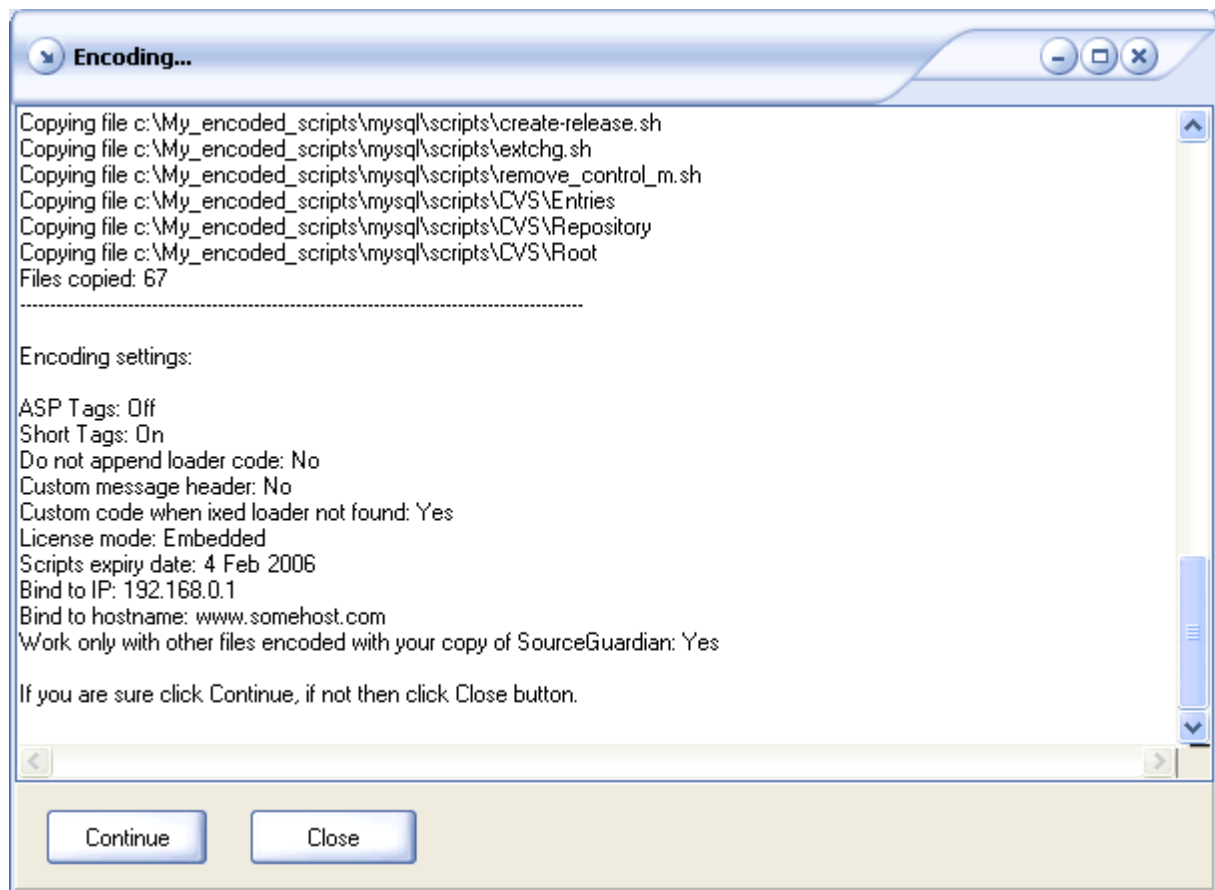 Encoding...
Copying file c:\My_encoded_scripts\mysql\scripts\create-release.sh
Copying file c:\My_encoded_scripts\mysql\scripts\extchg.sh
Copying file c:\My_encoded_scripts\mysql\scripts\remove_control_m.sh
Copying file c:\My_encoded_scripts\mysql\scripts\CVS\Entries
Copying file c:\My_encoded_scripts\mysql\scripts\CVS\Repository
Copying file c:\My_encoded_scripts\mysql\scripts\CVS\Root
Files copied: 67
----------------------------------------------------------------------------------------------
Encoding settings:
ASP Tags: Off
Short Tags: On
Do not append loader code: No
Custom message header: No
Custom code when ixed loader not found: Yes
License mode: Embedded
Scripts expiry date: 4 Feb 2006
Bind to IP: 192.168.0.1
Bind to hostname: www.somehost.com
Work only with other files encoded with your copy of SourceGuardian: Yes
If you are sure click Continue, if not then click Close button.
Continue Close